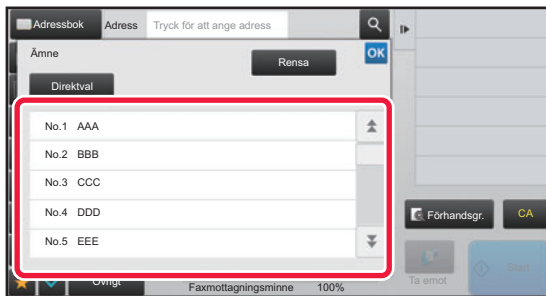 Adressbok Adress Tryck för att ange adress
Ämne Rensa OK
Direktval
No.1 AAA
No.2 BBB
No.3 CCC
No.4 DDD
No.5 EEE
Förhandsgr. CA
Ta emot Start
Övrigt Faxmottagningsminne 100%